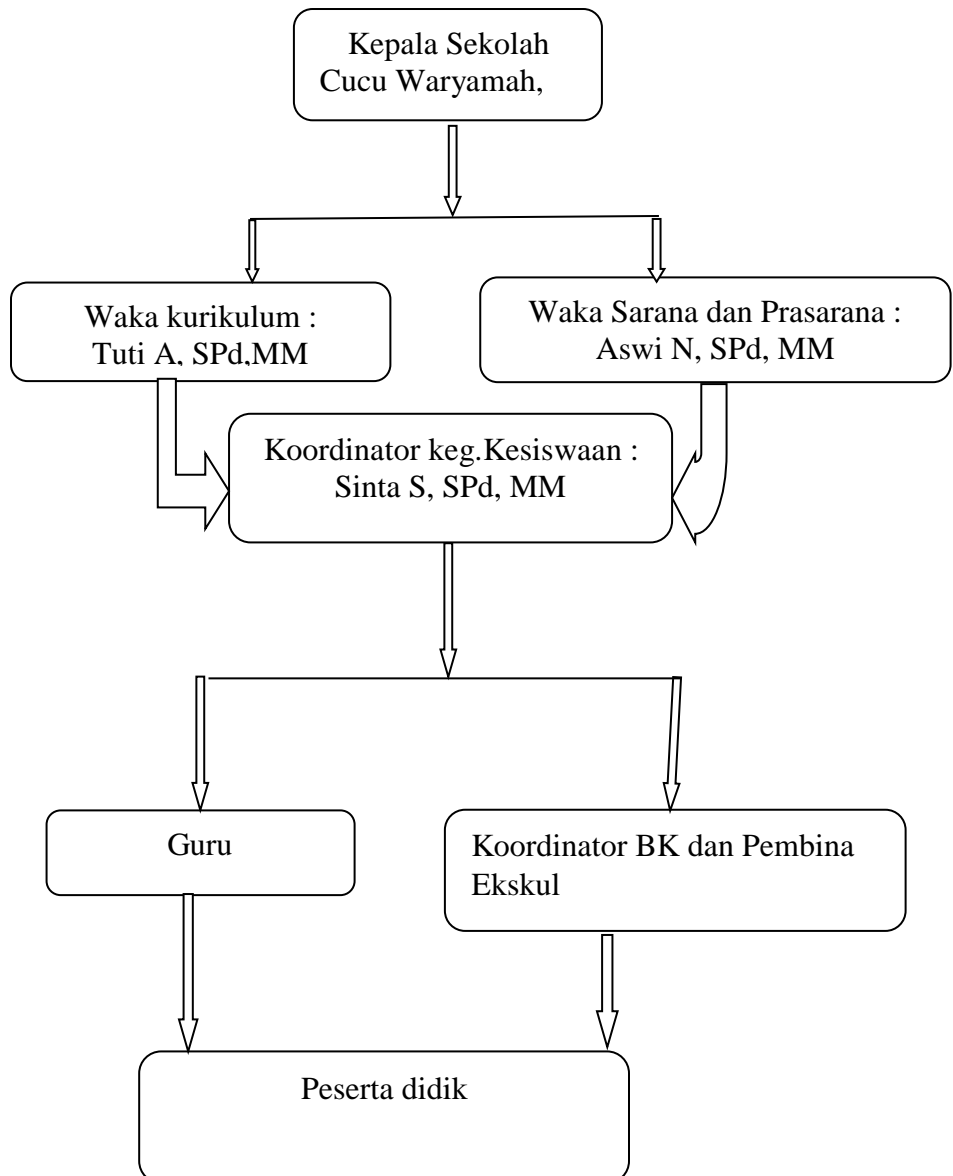 Kepala Sekolah
Cucu Waryamah,
Waka kurikulum :
Tuti A, SPd,MM
Waka Sarana dan Prasarana :
Aswi N, SPd, MM
Koordinator keg.Kesiswaan :
Sinta S, SPd, MM
Guru
Koordinator BK dan Pembina
Ekskul
Peserta didik